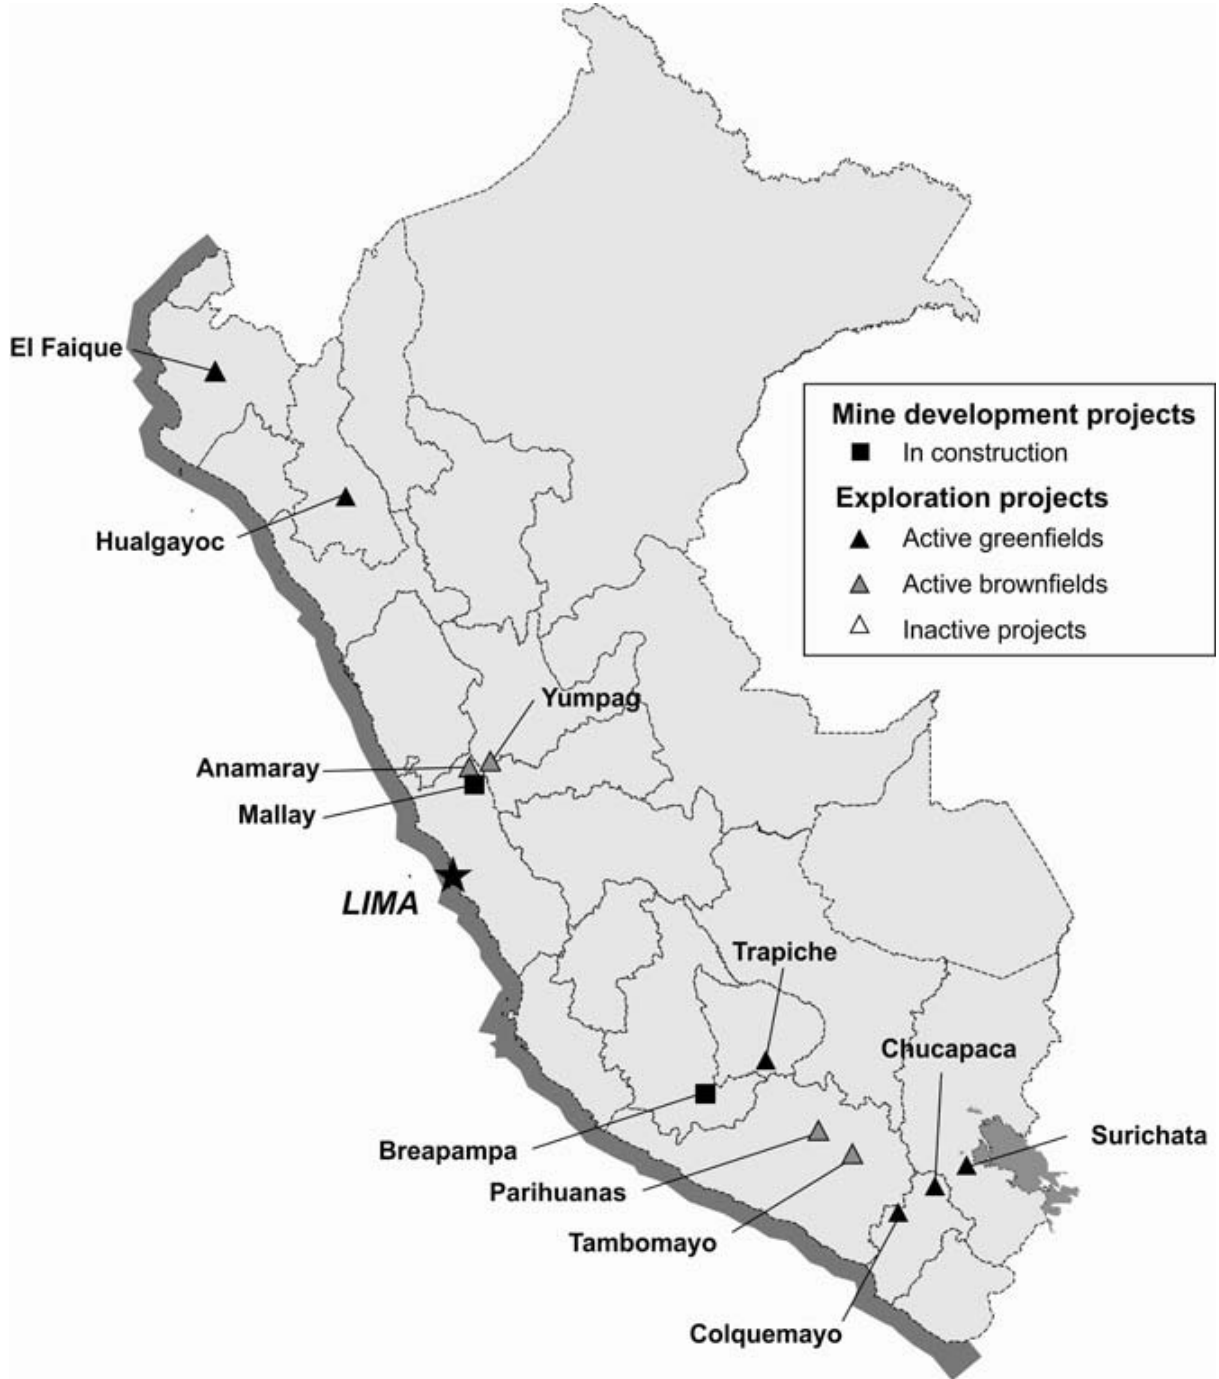 El Faique
Mine development projects
In construction
Exploration projects
Hualgayoc
Active greenfields
Active brownfields
Inactive projects
Yumpag
Anamaray
Mallay
LIMA
Trapiche
Chucapaca
Surichata
Breapampa
Parihuanas
Tambomayo
Colquemayo